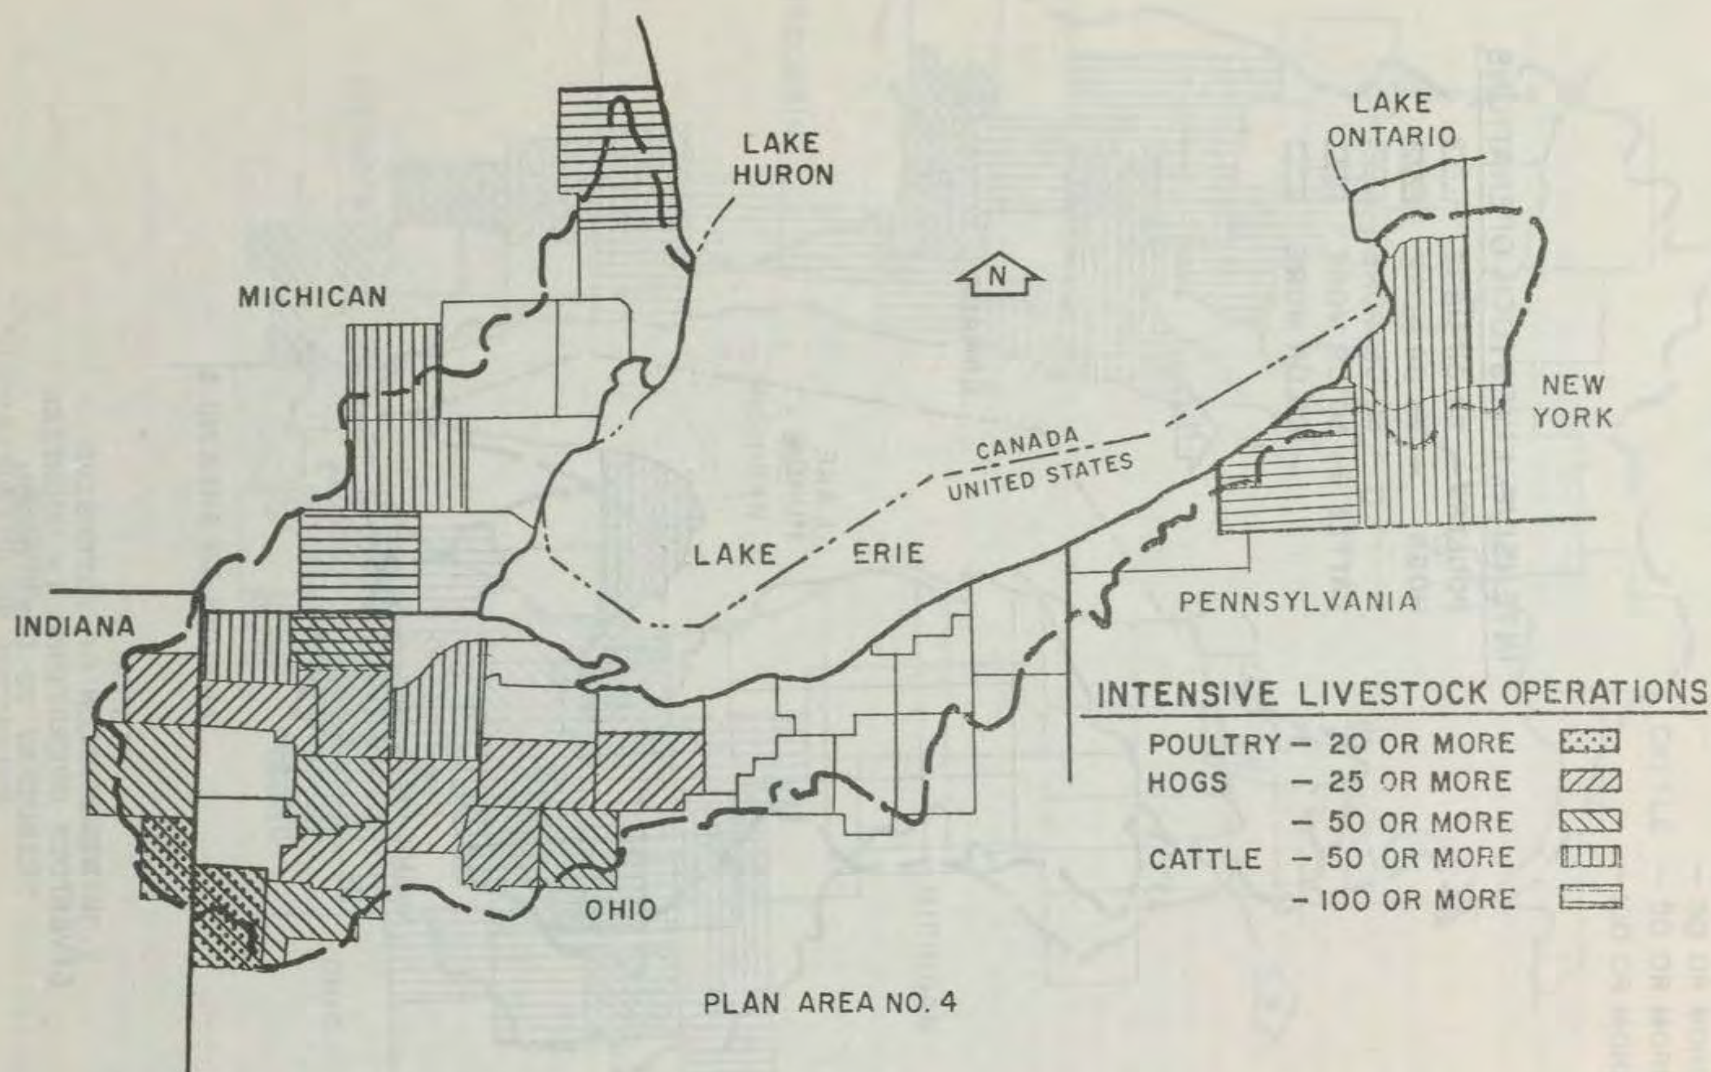 LAKE
HURON
LAKE
ONTARIO
MICHICAN
N
NEW
YORK
CANADA
UNITED STATES
LAKE ERIE
INDIANA
PENNSYLVANIA
OHIO
INTENSIVE LIVESTOCK OPERATIONS
POULTRY – 20 OR MORE
HOGS – 25 OR MORE
– 50 OR MORE
CATTLE – 50 OR MORE
– 100 OR MORE
PLAN AREA NO. 4